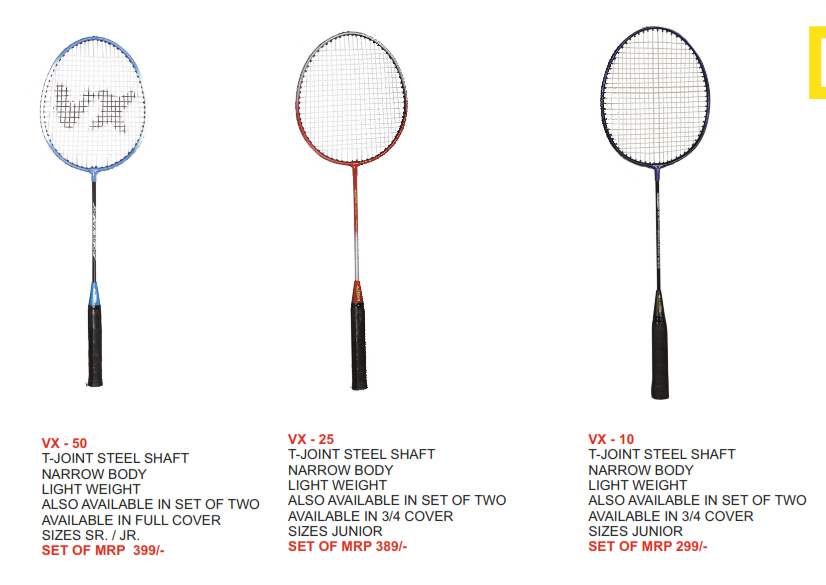 VX
VX - 50
T-JOINT STEEL SHAFT
NARROW BODY
LIGHT WEIGHT
ALSO AVAILABLE IN SET OF TWO
AVAILABLE IN FULL COVER
SIZES SR. / JR.
SET OF MRP 399/-
VX - 25
T-JOINT STEEL SHAFT
NARROW BODY
LIGHT WEIGHT
ALSO AVAILABLE IN SET OF TWO
AVAILABLE IN 3/4 COVER
SIZES JUNIOR
SET OF MRP 389/-
VX - 10
T-JOINT STEEL SHAFT
NARROW BODY
LIGHT WEIGHT
ALSO AVAILABLE IN SET OF TWO
AVAILABLE IN 3/4 COVER
SIZES JUNIOR
SET OF MRP 299/-